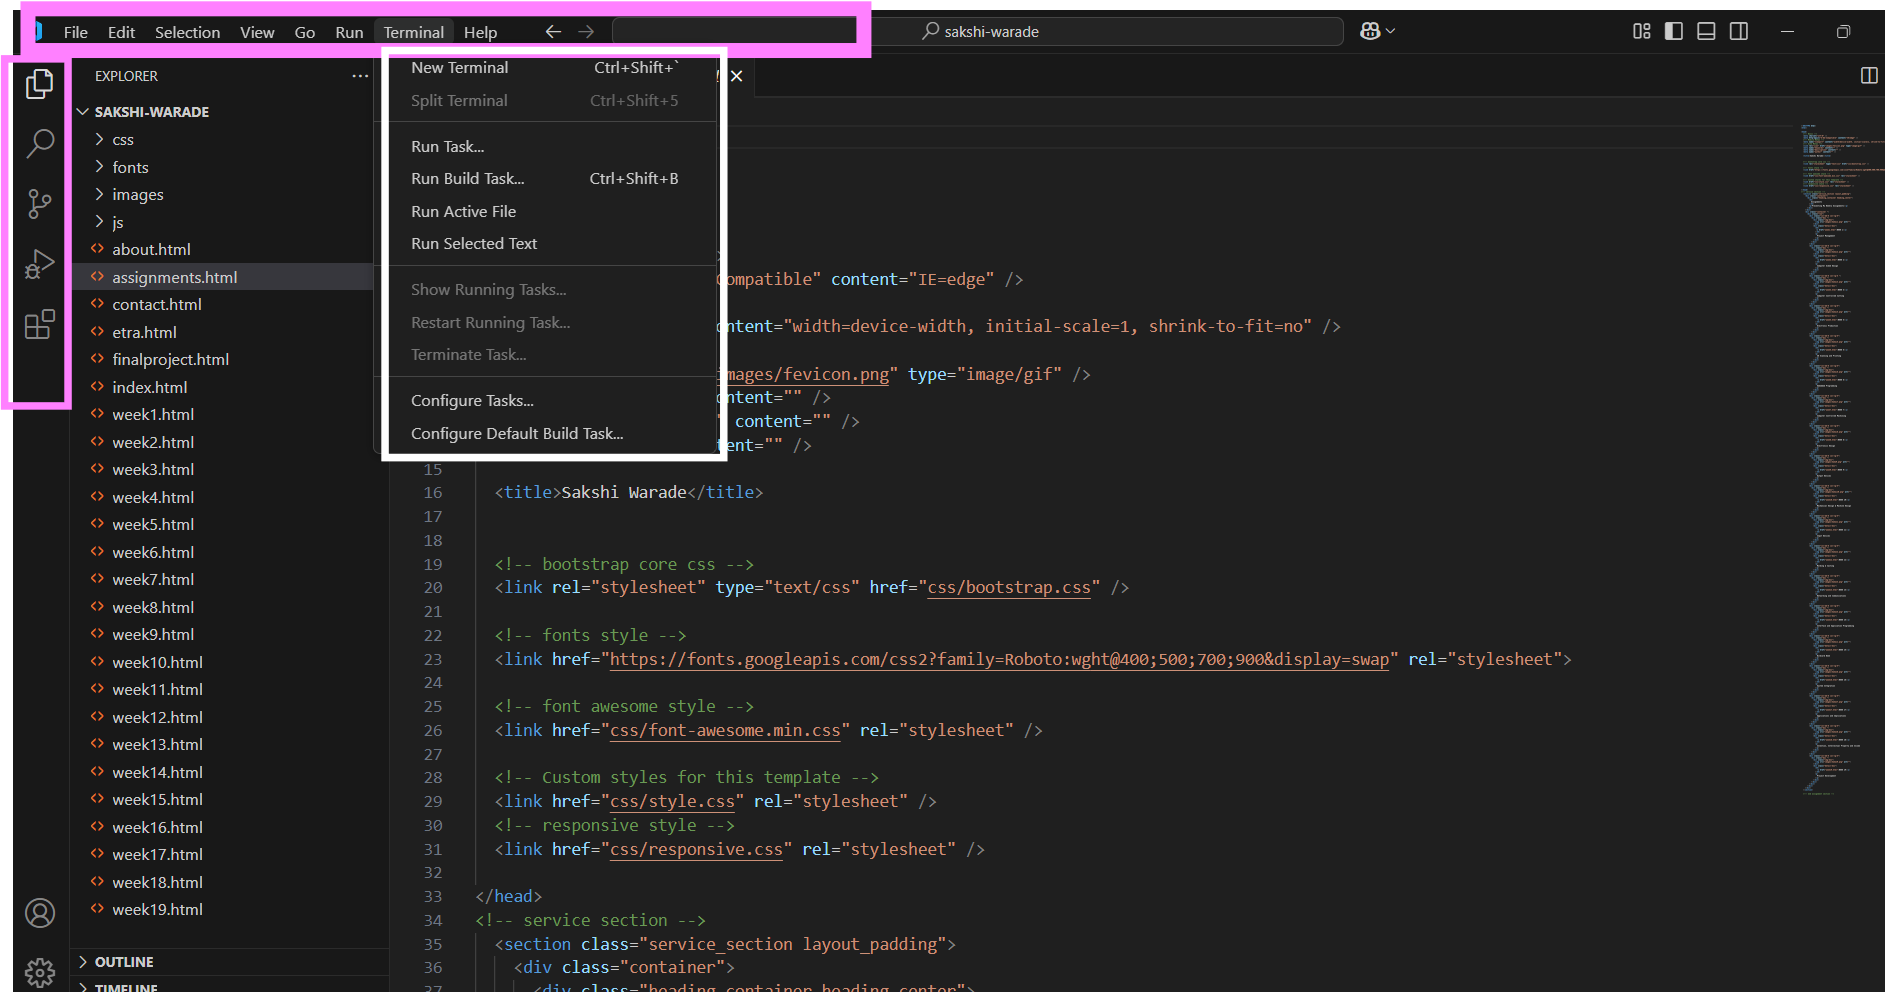 File Edit Selection View Go Run Terminal Help
sakshi-warade
EXPLORER
SAKSHI-WARADE
css
fonts
images
js
about.html
assignments.html
contact.html
etra.html
finalproject.html
index.html
week1.html
week2.html
week3.html
week4.html
week5.html
week6.html
week7.html
week8.html
week9.html
week10.html
week11.html
week12.html
week13.html
week14.html
week15.html
week16.html
week17.html
week18.html
week19.html
OUTLINE
TIMELINE
New Terminal Ctrl+Shift+`
Split Terminal Ctrl+Shift+5
Run Task...
Run Build Task... Ctrl+Shift+B
Run Active File
Run Selected Text
Show Running Tasks...
Restart Running Task...
Terminate Task...
Configure Tasks...
Configure Default Build Task...
ompatible" content="IE=edge" />
ntent="width=device-width, initial-scale=1, shrink-to-fit=no" />
mages/fevicon.png" type="image/gif" />
ntent="" />
" content="" />
tent="" />
15
16 <title>Sakshi Warade</title>
17
18
19 <!-- bootstrap core css -->
20 <link rel="stylesheet" type="text/css" href="css/bootstrap.css" />
21
22 <!-- fonts style -->
23 <link href="https://fonts.googleapis.com/css2?family=Roboto:wght@400;500;700;900&display=swap" rel="stylesheet">
24
25 <!-- font awesome style -->
26 <link href="css/font-awesome.min.css" rel="stylesheet" />
27
28 <!-- Custom styles for this template -->
29 <link href="css/style.css" rel="stylesheet" />
30 <!-- responsive style -->
31 <link href="css/responsive.css" rel="stylesheet" />
32
33 </head>
34 <!-- service section -->
35 <section class="service_section layout_padding">
36 <div class="container">
37 <div class="heading_container heading_center">